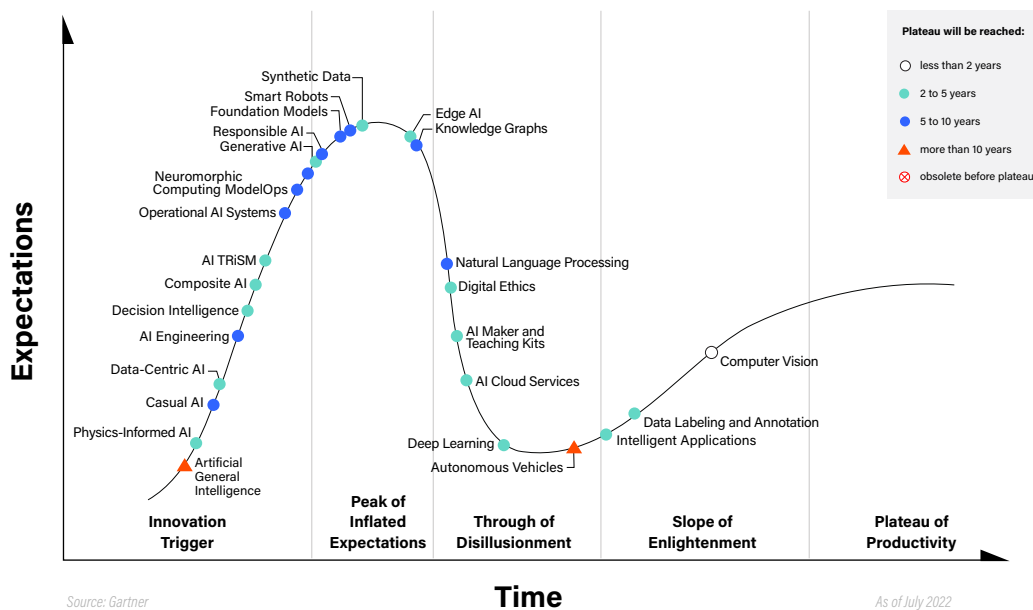 Plateau will be reached:
less than 2 years
2 to 5 years
5 to 10 years
more than 10 years
obsolete before plateau
Expectations
Synthetic Data
Smart Robots
Foundation Models
Responsible AI
Generative AI
Neuromorphic
Computing ModelOps
Operational AI Systems
AI TRiSM
Composite AI
Decision Intelligence
AI Engineering
Data-Centric AI
Casual AI
Physics-Informed AI
Artificial
General
Intelligence
Edge AI
Knowledge Graphs
Natural Language Processing
Digital Ethics
AI Maker and
Teaching Kits
AI Cloud Services
Deep Learning
Autonomous Vehicles
Computer Vision
Data Labeling and Annotation
Intelligent Applications
Innovation
Trigger
Peak of
Inflated
Expectations
Through of
Disillusionment
Slope of
Enlightenment
Plateau of
Productivity
Time
Source: Gartner
As of July 2022